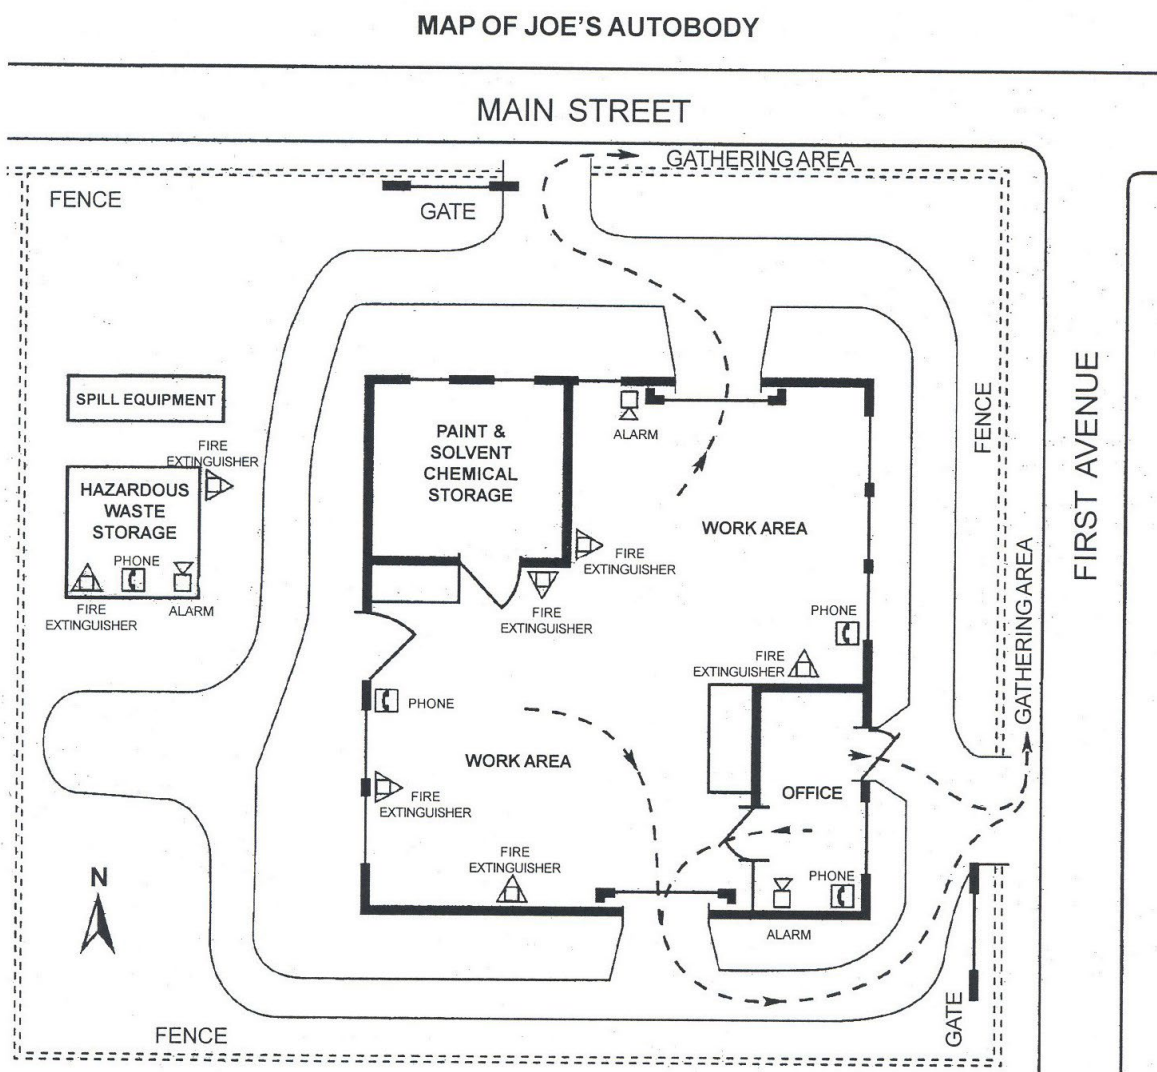 MAP OF JOE'S AUTOBODY
MAIN STREET
GATHERING AREA
FENCE
GATE
SPILL EQUIPMENT
FIRE
EXTINGUISHER
HAZARDOUS
WASTE
STORAGE
PHONE
FIRE
EXTINGUISHER
ALARM
PAINT &
SOLVENT
CHEMICAL
STORAGE
ALARM
WORK AREA
FIRE
EXTINGUISHER
FIRE
EXTINGUISHER
PHONE
FIRE
EXTINGUISHER
FENCE
FIRST AVENUE
GATHERING AREA
PHONE
WORK AREA
FIRE
EXTINGUISHER
FIRE
EXTINGUISHER
OFFICE
PHONE
ALARM
N
GATE
FENCE